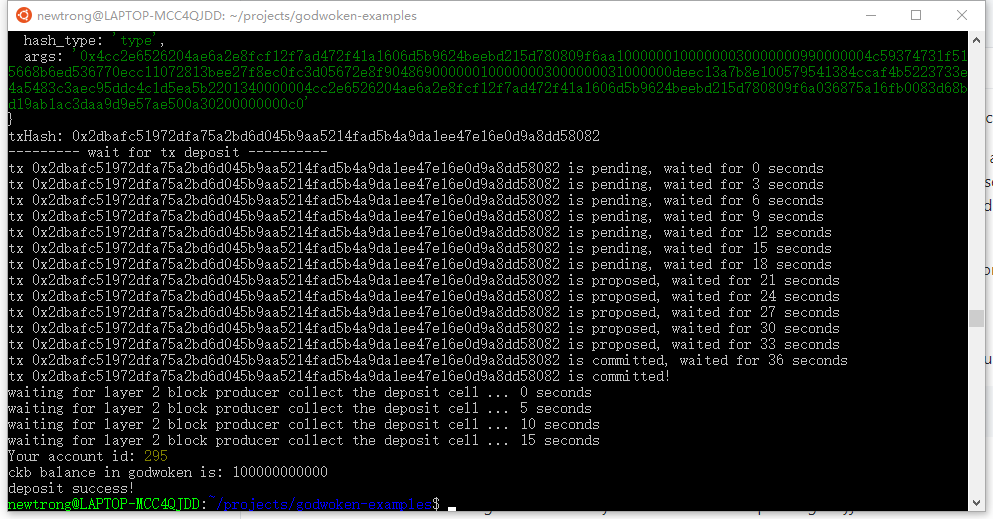 newtrong@LAPTOP-MCC4QJDD: ~/projects/godwoken-examples
hash_type: 'type',
args: '0x4cc2e6526204ae6a2e8fcf12f7ad472f41a1606d5b9624beebd215d780809f6aa10000001000000030000000990000004c59374731f51
5668b6ed536770ecc11072813bee27f8ec0fc3d05672e8f9048690000001000000030000000310000000deec13a7b8e100579541384ccaf4b5223733e
4a5483c3aec95ddc4c1d5ea5b2201340000004cc2e6526204ae6a2e8fcf12f7ad472f41a1606d5b9624beebd215d780809f6a036875a16fb0083d68b
d19ab1ac3daa9d9e57ae500a30200000000c0'
}
txHash: 0x2dbafc51972dfa75a2bd6d045b9aa5214fad5b4a9da1ee47e16e0d9a8dd58082
--------- wait for tx deposit ----------
tx 0x2dbafc51972dfa75a2bd6d045b9aa5214fad5b4a9da1ee47e16e0d9a8dd58082 is pending, waited for 0 seconds
tx 0x2dbafc51972dfa75a2bd6d045b9aa5214fad5b4a9da1ee47e16e0d9a8dd58082 is pending, waited for 3 seconds
tx 0x2dbafc51972dfa75a2bd6d045b9aa5214fad5b4a9da1ee47e16e0d9a8dd58082 is pending, waited for 6 seconds
tx 0x2dbafc51972dfa75a2bd6d045b9aa5214fad5b4a9da1ee47e16e0d9a8dd58082 is pending, waited for 9 seconds
tx 0x2dbafc51972dfa75a2bd6d045b9aa5214fad5b4a9da1ee47e16e0d9a8dd58082 is pending, waited for 12 seconds
tx 0x2dbafc51972dfa75a2bd6d045b9aa5214fad5b4a9da1ee47e16e0d9a8dd58082 is pending, waited for 15 seconds
tx 0x2dbafc51972dfa75a2bd6d045b9aa5214fad5b4a9da1ee47e16e0d9a8dd58082 is pending, waited for 18 seconds
tx 0x2dbafc51972dfa75a2bd6d045b9aa5214fad5b4a9da1ee47e16e0d9a8dd58082 is proposed, waited for 21 seconds
tx 0x2dbafc51972dfa75a2bd6d045b9aa5214fad5b4a9da1ee47e16e0d9a8dd58082 is proposed, waited for 24 seconds
tx 0x2dbafc51972dfa75a2bd6d045b9aa5214fad5b4a9da1ee47e16e0d9a8dd58082 is proposed, waited for 27 seconds
tx 0x2dbafc51972dfa75a2bd6d045b9aa5214fad5b4a9da1ee47e16e0d9a8dd58082 is proposed, waited for 30 seconds
tx 0x2dbafc51972dfa75a2bd6d045b9aa5214fad5b4a9da1ee47e16e0d9a8dd58082 is proposed, waited for 33 seconds
tx 0x2dbafc51972dfa75a2bd6d045b9aa5214fad5b4a9da1ee47e16e0d9a8dd58082 is committed, waited for 36 seconds
tx 0x2dbafc51972dfa75a2bd6d045b9aa5214fad5b4a9da1ee47e16e0d9a8dd58082 is committed!
waiting for layer 2 block producer collect the deposit cell ... 0 seconds
waiting for layer 2 block producer collect the deposit cell ... 5 seconds
waiting for layer 2 block producer collect the deposit cell ... 10 seconds
waiting for layer 2 block producer collect the deposit cell ... 15 seconds
Your account id: 295
ckb balance in godwoken is: 100000000000
deposit success!
newtrong@LAPTOP-MCC4QJDD:~/projects/godwoken-examples$